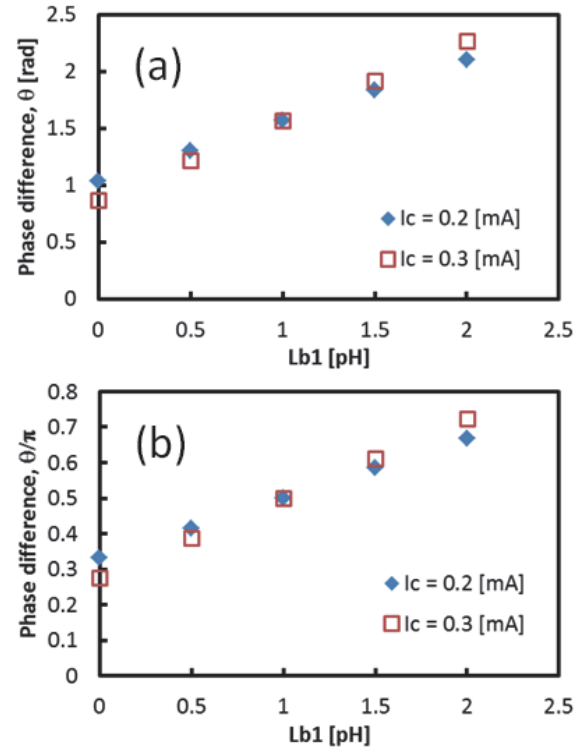 2.5
2
1.5
1
0.5
0
Phase difference, θ [rad]
(a)
Ic = 0.2 [mA]
Ic = 0.3 [mA]
0 0.5 1 1.5 2 2.5
Lb1 [pH]
0.8
0.7
0.6
0.5
0.4
0.3
0.2
0.1
0
Phase difference, θ/π
(b)
Ic = 0.2 [mA]
Ic = 0.3 [mA]
0 0.5 1 1.5 2 2.5
Lb1 [pH]